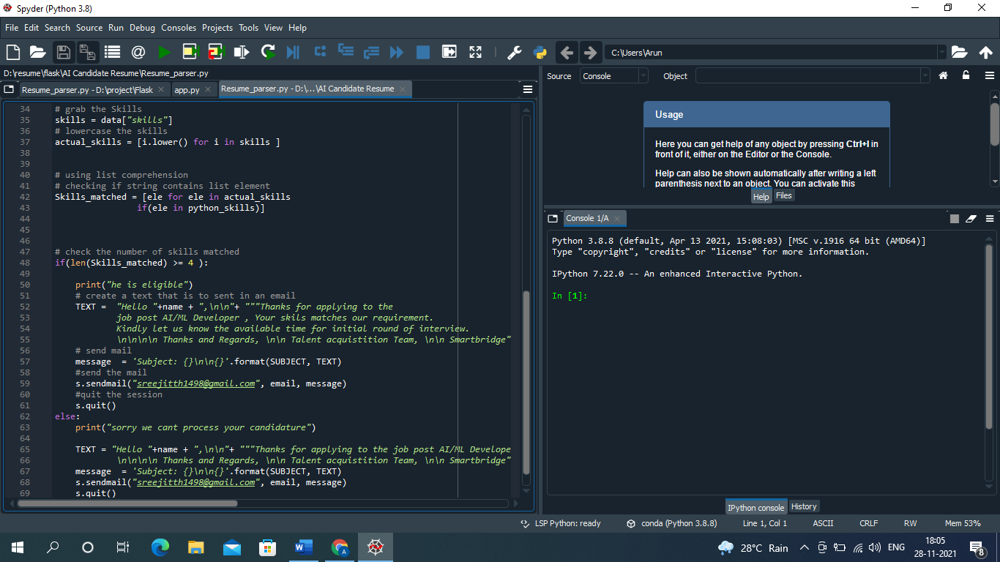 Spyder (Python 3.8)
File Edit Search Source Run Debug Consoles Projects Tools View Help
C:\Users\Arun
D:\resume\flask\AI Candidate Resume\Resume_parser.py
Resume_parser.py - D:\project\Flask
app.py
Resume_parser.py - D:\...\AI Candidate Resume
34 # grab the Skills
35 skills = data["skills"]
36 # lowercase the skills
37 actual_skills = [i.lower() for i in skills ]
38
39
40 # using list comprehension
41 # checking if string contains list element
42 Skills_matched = [ele for ele in actual_skills
43 if(ele in python_skills)]
44
45
46
47 # check the number of skills matched
48 if(len(Skills_matched) >= 4 ):
49
50 print("he is eligible")
51 # create a text that is to sent in an email
52 TEXT = "Hello "+name + ",\n\n"+ """Thanks for applying to the
53 job post AI/ML Developer , Your skils matches our requirement.
54 Kindly let us know the available time for initial round of interview.
55 \n\n\n\n Thanks and Regards, \n\n Talent acquistition Team, \n\n Smartbridge"
56 # send mail
57 message = 'Subject: {}\n\n{}'.format(SUBJECT, TEXT)
58 #send the mail
59 s.sendmail("sreejitth1498@gmail.com", email, message)
60 #quit the session
61 s.quit()
62 else:
63 print("sorry we cant process your candidature")
64
65 TEXT = "Hello "+name + ",\n\n"+ """Thanks for applying to the job post AI/ML Develope
66 \n\n\n\n Thanks and Regards, \n\n Talent acquistition Team, \n\n Smartbridge"
67 message = 'Subject: {}\n\n{}'.format(SUBJECT, TEXT)
68 s.sendmail("sreejitth1498@gmail.com", email, message)
69 s.quit()
Source Console Object
Usage
Here you can get help of any object by pressing Ctrl+I in
front of it, either on the Editor or the Console.
Help can also be shown automatically after writing a left
parenthesis next to an object. You can activate this
Help Files
Console 1/A
Python 3.8.8 (default, Apr 13 2021, 15:08:03) [MSC v.1916 64 bit (AMD64)]
Type "copyright", "credits" or "license" for more information.
IPython 7.22.0 -- An enhanced Interactive Python.
In [1]:
IPython console History
LSP Python: ready conda (Python 3.8.8) Line 1, Col 1 ASCII CRLF RW Mem 53%
28°C Rain ENG 18:05
28-11-2021
8